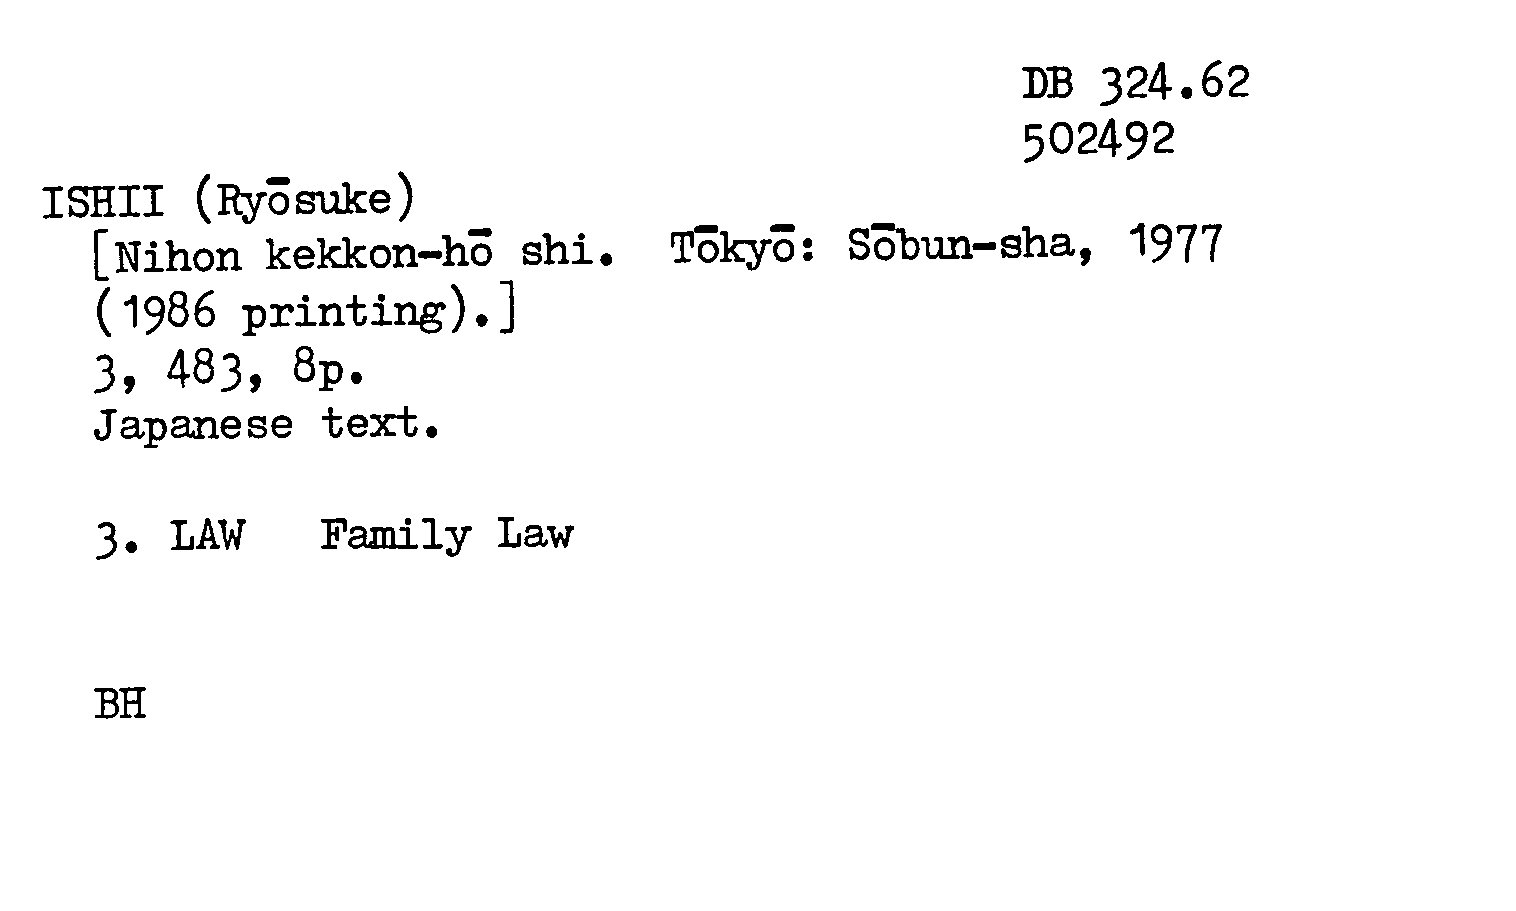 DB 324.62
502492
ISHII (Ryōsuke)
[Nihon kekkon-hō shi. Tōkyō: Sōbun-sha, 1977
(1986 printing).]
3, 483, 8p.
Japanese text.
3. LAW Family Law
BH